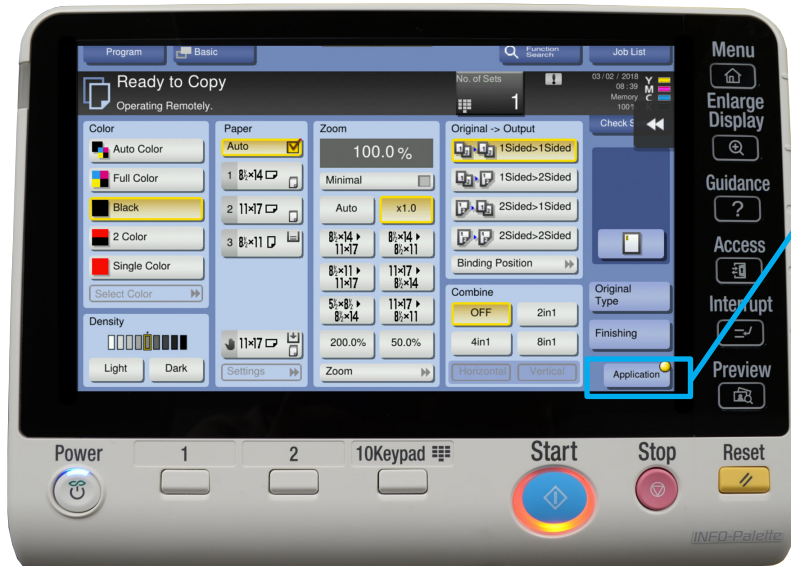 Program
Basic
Function
Search
Job List
Ready to Copy
Operating Remotely.
No. of Sets
1
03/02/2018
08:39
Memory
Y
M
C
Color
Auto Color
Full Color
Black
2 Color
Single Color
Select Color
Density
Light
Dark
Paper
Auto
1 8½×14
2 11×17
3 8½×11
11×17
Settings
Zoom
100.0 %
Minimal
Auto
x1.0
8½×14
11×17
8½×14
8½×11
8½×11
11×17
11×17
8½×14
5½×8½
8½×14
11×17
8½×11
200.0%
50.0%
Zoom
Original -> Output
1Sided>1Sided
1Sided>2Sided
2Sided>1Sided
2Sided>2Sided
Binding Position
Combine
OFF
2in1
4in1
8in1
Horizontal
Vertical
Original
Type
Finishing
Application
Menu
Enlarge
Display
Guidance
?
Access
Interrupt
Preview
Power
1
2
10Keypad
Start
Stop
Reset
INFO-Palette